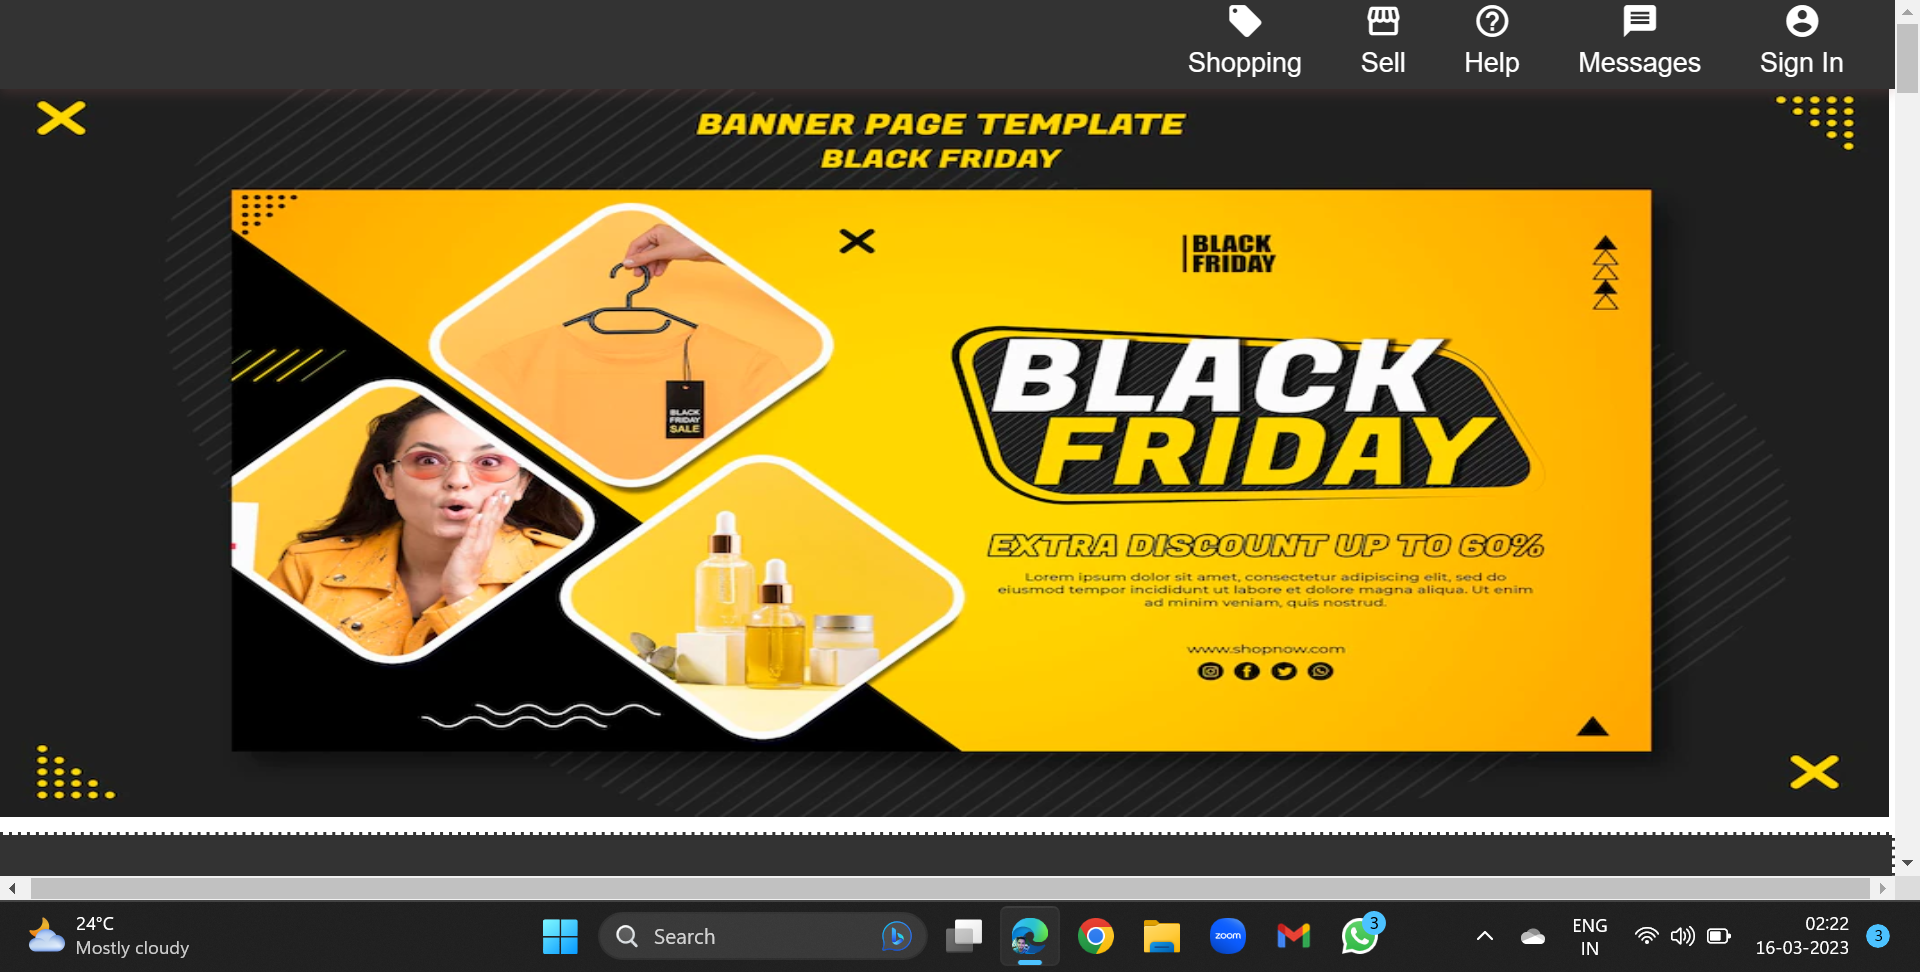 Shopping
Sell
Help
Messages
Sign In
BANNER PAGE TEMPLATE
BLACK FRIDAY
BLACK
FRIDAY
BLACK
FRIDAY
SALE
BLACK
FRIDAY
EXTRA DISCOUNT UP TO 60%
Lorem ipsum dolor sit amet, consectetur adipiscing elit, sed do
eiusmod tempor incididunt ut labore et dolore magna aliqua. Ut enim
ad minim veniam, quis nostrud.
www.shopnow.com
24°C
Mostly cloudy
Search
zoom
3
ENG
IN
02:22
16-03-2023
3